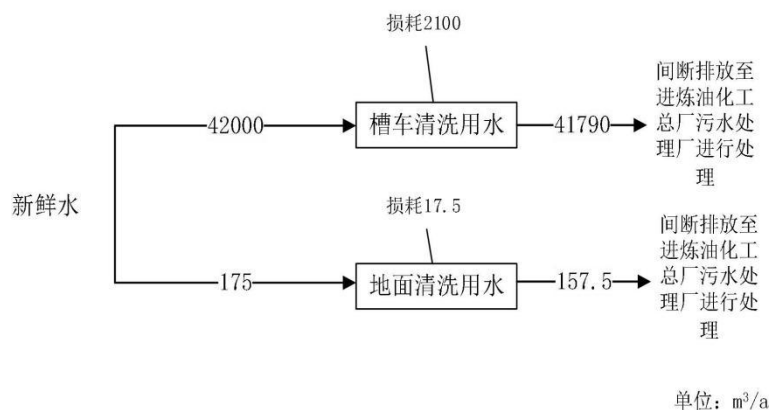 损耗2100
42000
槽车清洗用水
41790
间断排放至
进炼油化工
总厂污水处
理厂进行处
理
新鲜水
损耗17.5
175
地面清洗用水
157.5
间断排放至
进炼油化工
总厂污水处
理厂进行处
理
单位：m³/a